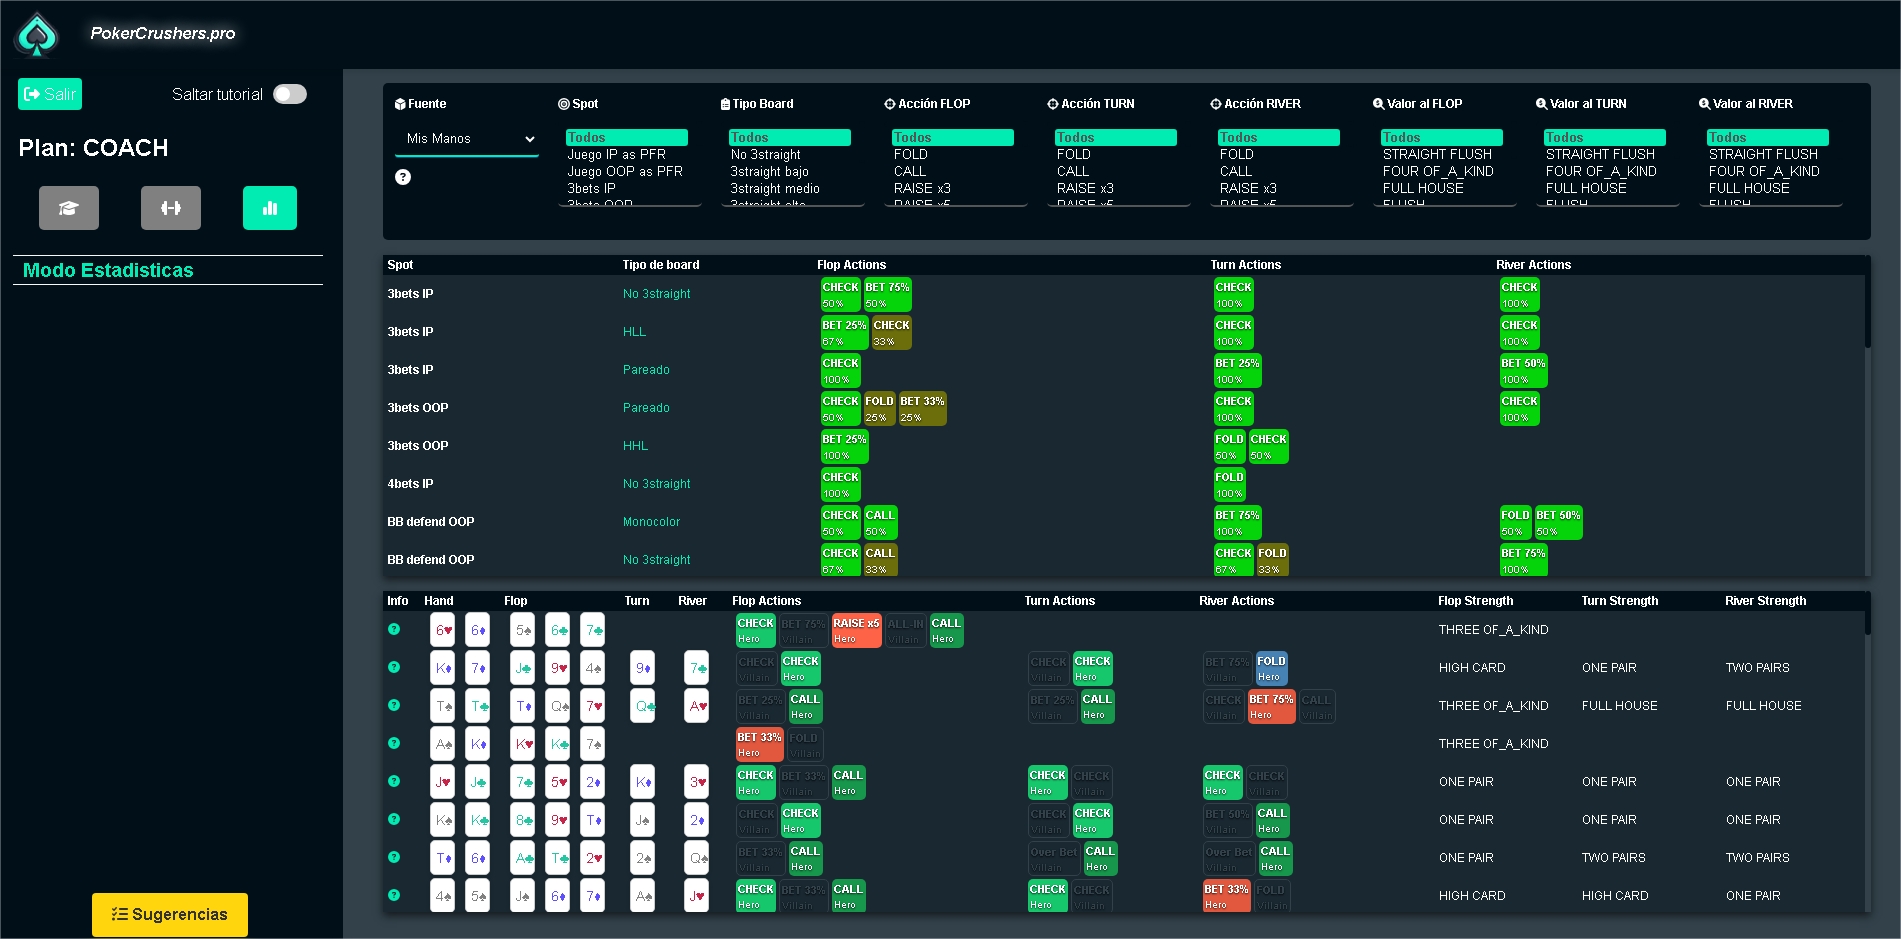 PokerCrushers.pro
Salir
Saltar tutorial
Plan: COACH
Modo Estadisticas
Sugerencias
Fuente Spot Tipo Board Acción FLOP Acción TURN Acción RIVER Valor al FLOP Valor al TURN Valor al RIVER
Mis Manos Todos Todos Todos Todos Todos Todos Todos Todos
Juego IP as PFR No 3straight FOLD FOLD FOLD STRAIGHT FLUSH STRAIGHT FLUSH STRAIGHT FLUSH
Juego OOP as PFR 3straight bajo CALL CALL CALL FOUR OF_A_KIND FOUR OF_A_KIND FOUR OF_A_KIND
3bets IP 3straight medio RAISE x3 RAISE x3 RAISE x3 FULL HOUSE FULL HOUSE FULL HOUSE
3bets OOP 3straight alto RAISE x5 RAISE x5 RAISE x5 FLUSH FLUSH FLUSH
Spot Tipo de board Flop Actions Turn Actions River Actions
3bets IP No 3straight CHECK 50% BET 75% 50% CHECK 100% CHECK 100%
3bets IP HLL BET 25% 67% CHECK 33% CHECK 100% CHECK 100%
3bets IP Pareado CHECK 100% BET 25% 100% BET 50% 100%
3bets OOP Pareado CHECK 50% FOLD 25% BET 33% 25% CHECK 100% CHECK 100%
3bets OOP HHL BET 25% 100% FOLD 50% CHECK 50%
4bets IP No 3straight CHECK 100% FOLD 100%
BB defend OOP Monocolor CHECK 50% CALL 50% BET 75% 100% FOLD 50% BET 50% 50%
BB defend OOP No 3straight CHECK 67% CALL 33% CHECK 67% FOLD 33% BET 75% 100%
Info Hand Flop Turn River Flop Actions Turn Actions River Actions Flop Strength Turn Strength River Strength
6♥ 6♦ 5♠ 6♣ 7♣ CHECK Hero BET 75% Villain RAISE x5 Hero ALL-IN Villain CALL Hero THREE OF_A_KIND
K♦ 7♦ J♣ 9♥ 4♠ 9♦ 7♣ CHECK Villain CHECK Hero CHECK Villain CHECK Hero BET 75% Villain FOLD Hero HIGH CARD ONE PAIR TWO PAIRS
T♠ T♣ T♦ Q♠ 7♥ Q♣ A♥ BET 25% Villain CALL Hero BET 25% Villain CALL Hero CHECK Villain BET 75% Hero CALL Villain THREE OF_A_KIND FULL HOUSE FULL HOUSE
A♠ K♦ K♥ K♣ 7♠ BET 33% Hero FOLD Villain THREE OF_A_KIND
J♥ J♣ 7♣ 5♥ 2♦ K♦ 3♥ CHECK Hero BET 33% Villain CALL Hero CHECK Hero CHECK Villain CHECK Hero CHECK Villain ONE PAIR ONE PAIR ONE PAIR
K♠ K♣ 8♣ 9♥ T♦ J♠ 2♦ CHECK Villain CHECK Hero CHECK Villain CHECK Hero BET 50% Villain CALL Hero ONE PAIR ONE PAIR ONE PAIR
T♦ 6♦ A♣ T♣ 2♥ 2♠ Q♠ BET 33% Villain CALL Hero Over Bet Villain CALL Hero Over Bet Villain CALL Hero ONE PAIR TWO PAIRS TWO PAIRS
4♠ 5♠ J♠ 6♦ 7♦ A♠ J♥ CHECK Hero BET 33% Villain CALL Hero CHECK Hero CHECK Villain BET 33% Hero FOLD Villain HIGH CARD HIGH CARD ONE PAIR